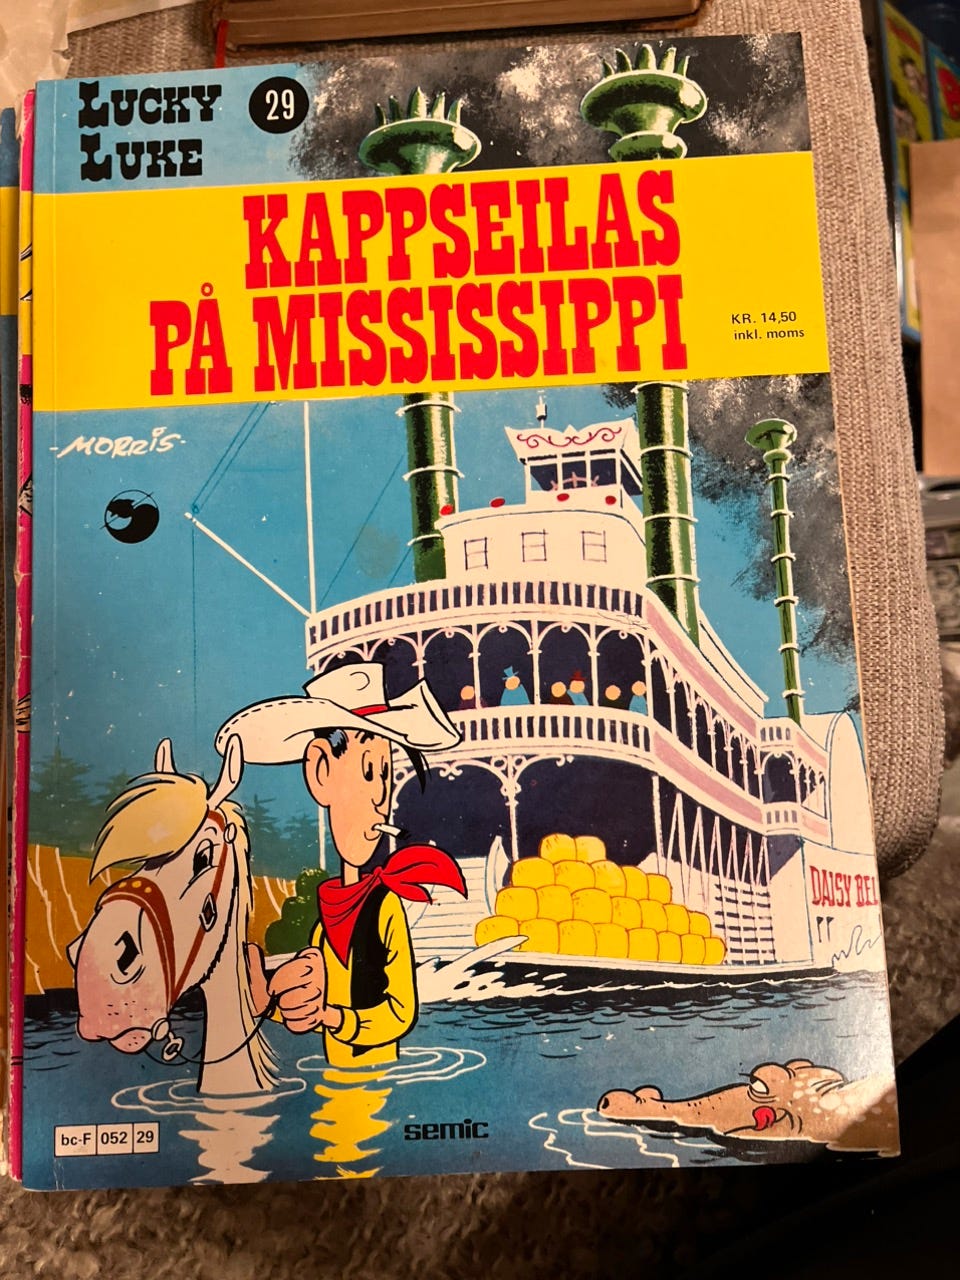 LUCKY
LUKE
29
KAPPSEILAS
PÅ MISSISSIPPI
KR. 14,50
inkl. moms
-MORRIS-
DAISY BEL
semic
bc-F 052 29